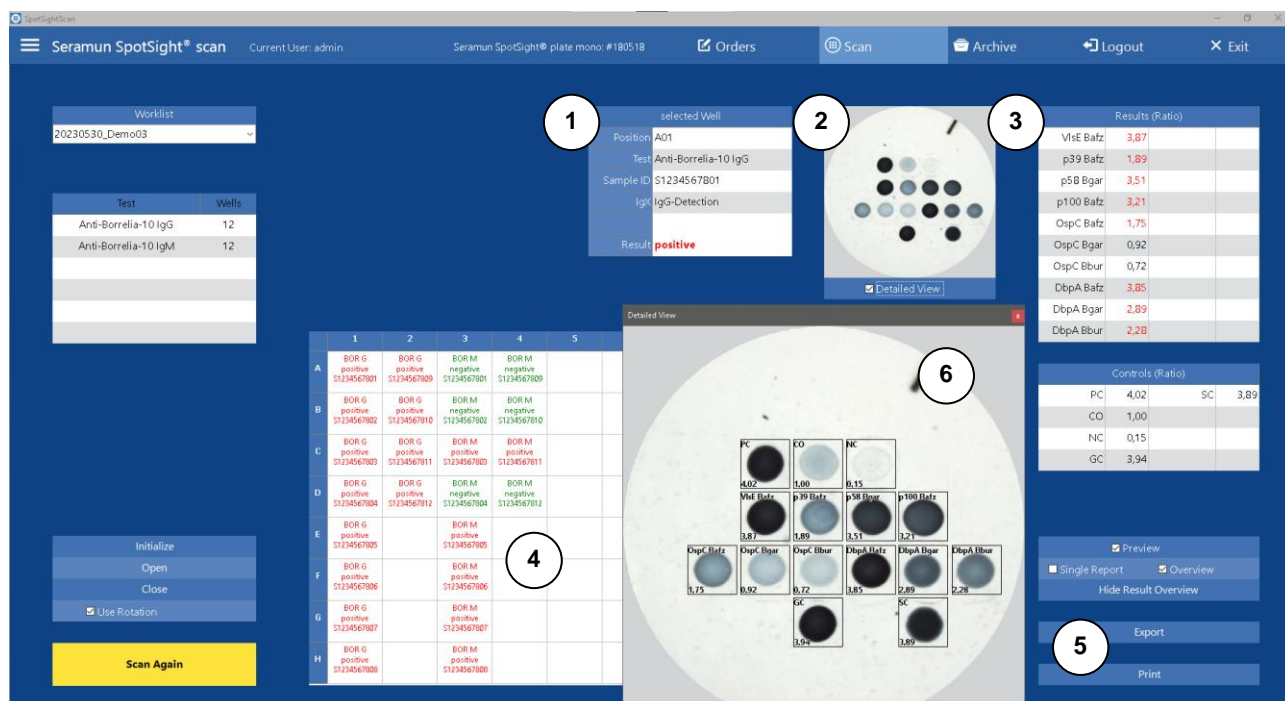 SpotSightScan
Seramun SpotSight® scan Current User: admin Seramun SpotSight® plate mono: #180518 Orders Scan Archive Logout Exit
Worklist
20230530_Demo03
Test Wells
Anti-Borrelia-10 IgG 12
Anti-Borrelia-10 IgM 12
Initialize
Open
Close
Use Rotation
Scan Again
1
selected Well
Position A01
Test Anti-Borrelia-10 IgG
Sample ID S1234567801
IgX IgG-Detection
Result positive
2
Detailed View
3
Results (Ratio)
VlsE Bafz 3,87
p39 Bafz 1,89
p58 Bgar 3,51
p100 Bafz 3,21
OspC Bafz 1,75
OspC Bgar 0,92
OspC Bbur 0,72
DbpA Bafz 3,85
DbpA Bgar 2,89
DbpA Bbur 2,28
Controls (Ratio)
PC 4,02 SC 3,89
CO 1,00
NC 0,15
GC 3,94
1 2 3 4 5
A
BOR G BOR G BOR M BOR M
positive positive negative negative
S1234567801 S1234567809 S1234567801 S1234567809
B
BOR G BOR G BOR M BOR M
positive positive negative negative
S1234567802 S1234567810 S1234567802 S1234567810
C
BOR G BOR G BOR M BOR M
positive positive positive positive
S1234567803 S1234567811 S1234567803 S1234567811
D
BOR G BOR G BOR M BOR M
positive positive negative negative
S1234567804 S1234567812 S1234567804 S1234567812
E
BOR G BOR M
positive positive
S1234567805 S1234567805
F
BOR G BOR M
positive positive
S1234567806 S1234567806
G
BOR G BOR M
positive positive
S1234567807 S1234567807
H
BOR G BOR M
positive positive
S1234567808 S1234567808
4
Detailed View x
6
PC CO NC
4,02 1,00 0,15
VlsE Bafz p39 Bafz p58 Bgar p100 Bafz
3,87 1,89 3,51 3,21
OspC Bafz OspC Bgar OspC Bbur DbpA Bafz DbpA Bgar DbpA Bbur
1,75 0,92 0,72 3,85 2,89 2,28
GC SC
3,94 3,89
Preview
Single Report Overview
Hide Result Overview
5
Export
Print